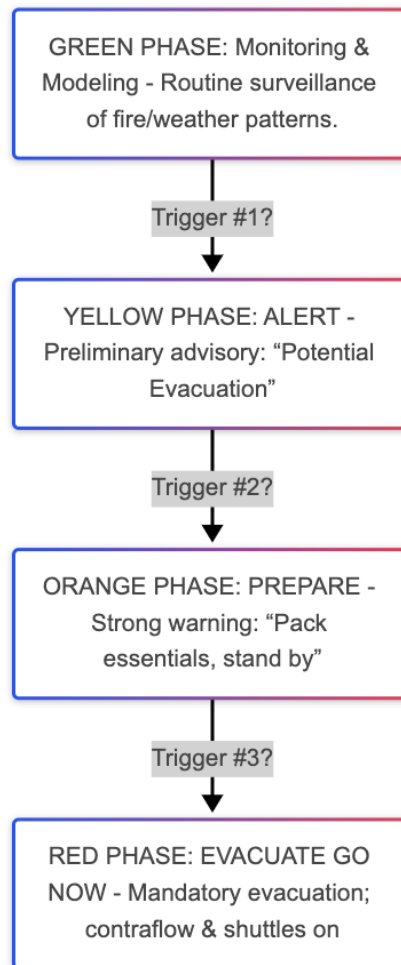 GREEN PHASE: Monitoring &
Modeling - Routine surveillance
of fire/weather patterns.
Trigger #1?
YELLOW PHASE: ALERT -
Preliminary advisory: “Potential
Evacuation”
Trigger #2?
ORANGE PHASE: PREPARE -
Strong warning: “Pack
essentials, stand by”
Trigger #3?
RED PHASE: EVACUATE GO
NOW - Mandatory evacuation;
contraflow & shuttles on